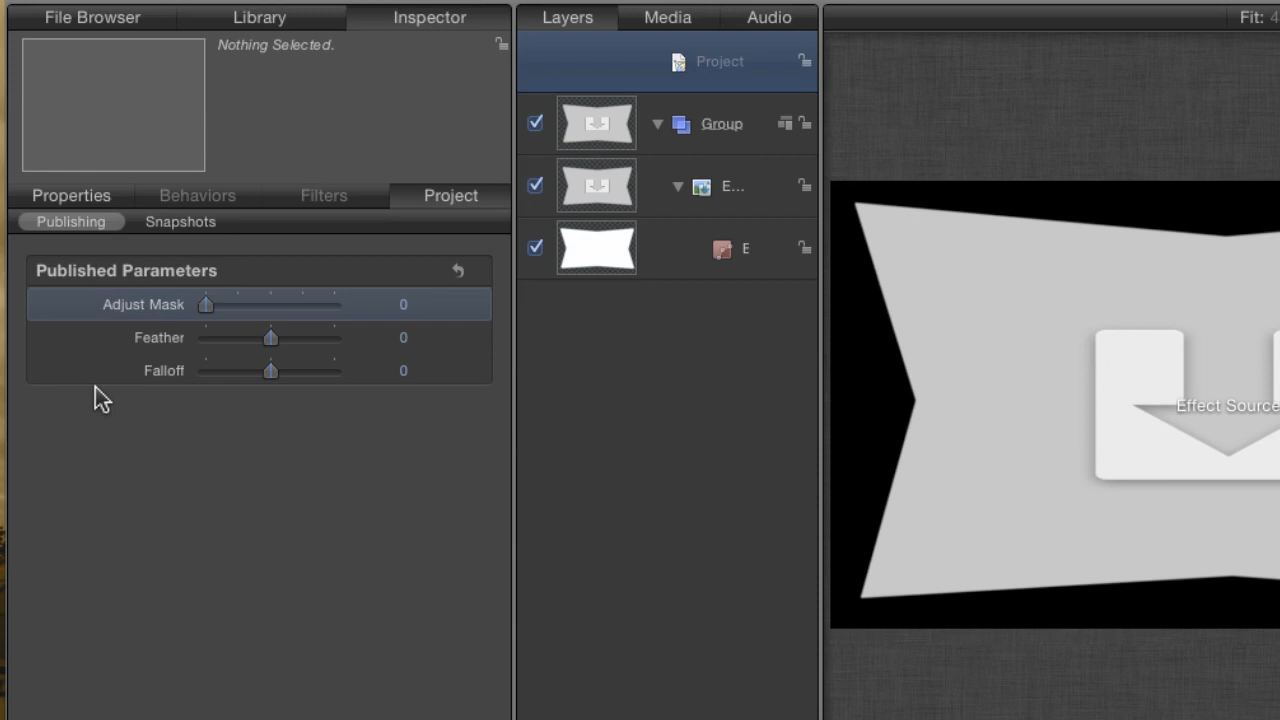 File Browser Library Inspector
Nothing Selected.
Properties Behaviors Filters Project
Publishing Snapshots
Published Parameters
Adjust Mask 0
Feather 0
Falloff 0
Layers Media Audio
Project
Group
E...
E
Fit: 4
Effect Source